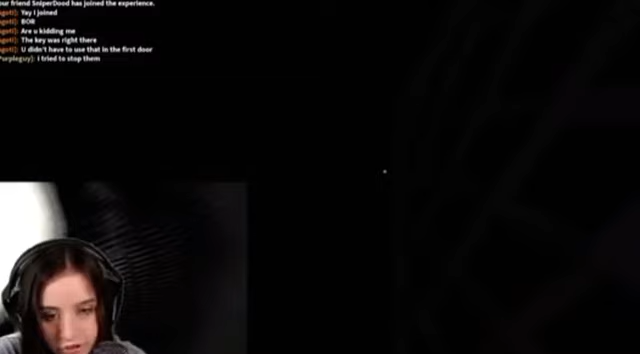 our friend SniperDood has joined the experience.
Yay I joined
BOR
Are u kidding me
The key was right there
U didn't have to use that in the first door
Purpleguy): i tried to stop them